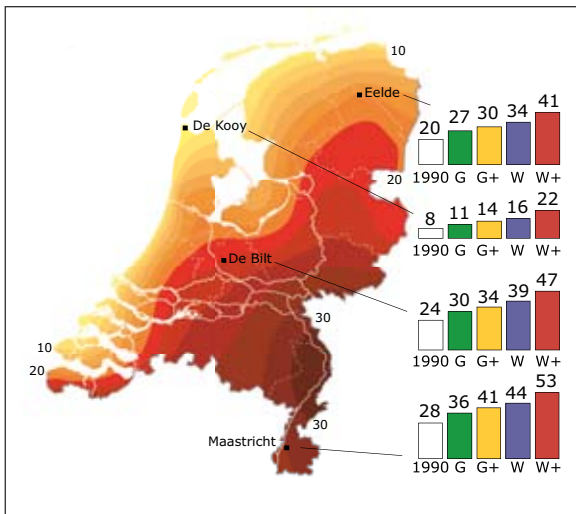 10
Eelde
De Kooy
20 27 30 34 41
1990 G G+ W W+
20
8 11 14 16 22
1990 G G+ W W+
De Bilt
24 30 34 39 47
1990 G G+ W W+
30
10
20
28 36 41 44 53
1990 G G+ W W+
30
Maastricht